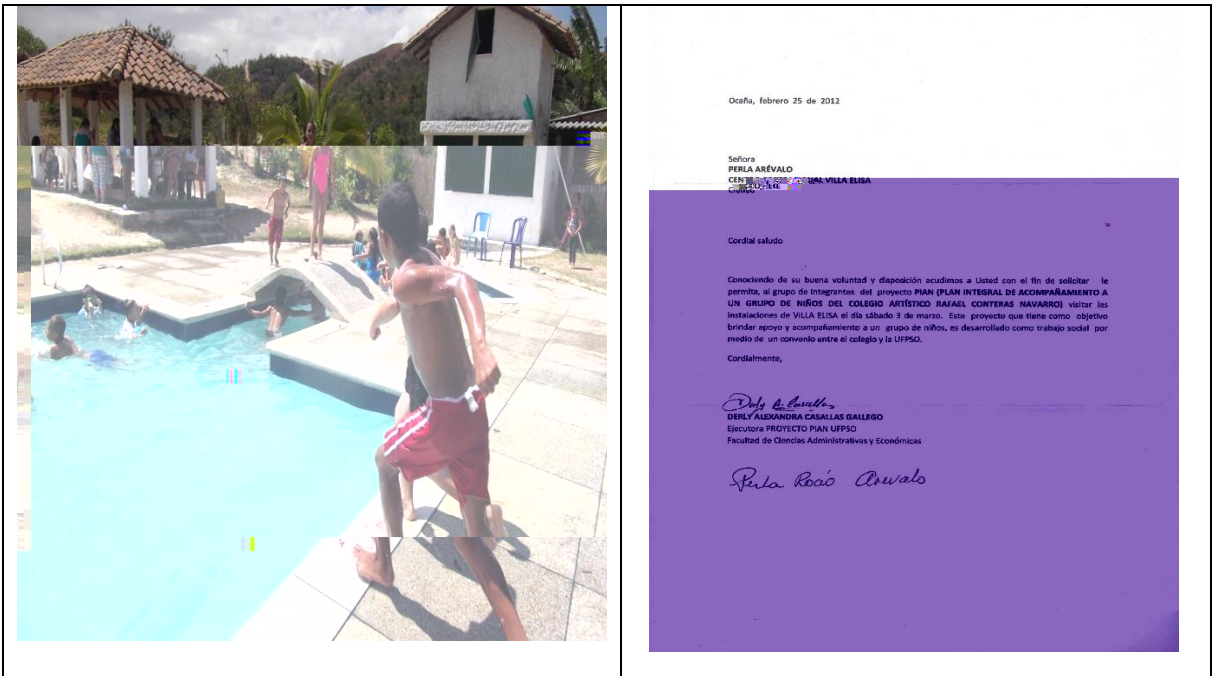 Ocaña, febrero 25 de 2012
Señora
PERLA ARÉVALO
VILLA ELISA
Cordial saludo
Conociendo de su buena voluntad y disposición acudimos a Usted con el fin de solicitar le
permita, al grupo de Integrantes del proyecto PIAN (PLAN INTEGRAL DE ACOMPAÑAMIENTO A
UN GRUPO DE NIÑOS DEL COLEGIO ARTÍSTICO RAFAEL CONTERAS NAVARRO) visitar las
instalaciones de VILLA ELISA el día sábado 3 de marzo. Este proyecto que tiene como objetivo
brindar apoyo y acompañamiento a un grupo de niños, es desarrollado como trabajo social por
medio de un convenio entre el colegio y la UFPSO.
Cordialmente,
Derly A. Casallas
DERLY ALEXANDRA CASALLAS GALLEGO
Ejecutora PROYECTO PIAN UFPSO
Facultad de Ciencias Administrativas y Económicas
Perla Rocío Arevalo